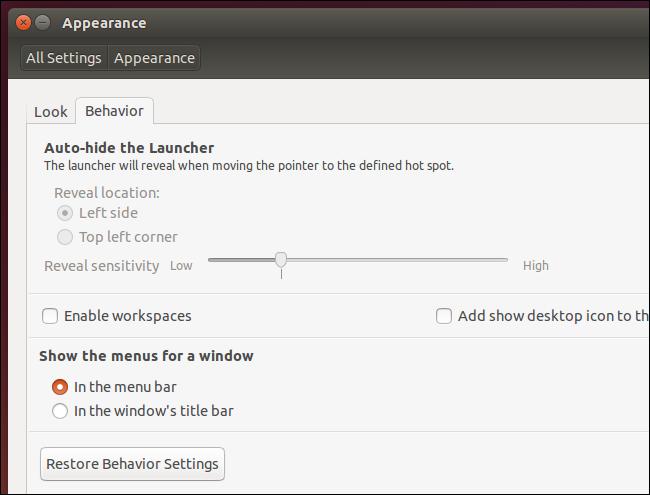 Appearance
All Settings Appearance
Look Behavior
Auto-hide the Launcher
The launcher will reveal when moving the pointer to the defined hot spot.
Reveal location:
Left side
Top left corner
Reveal sensitivity Low High
Enable workspaces Add show desktop icon to th
Show the menus for a window
In the menu bar
In the window's title bar
Restore Behavior Settings